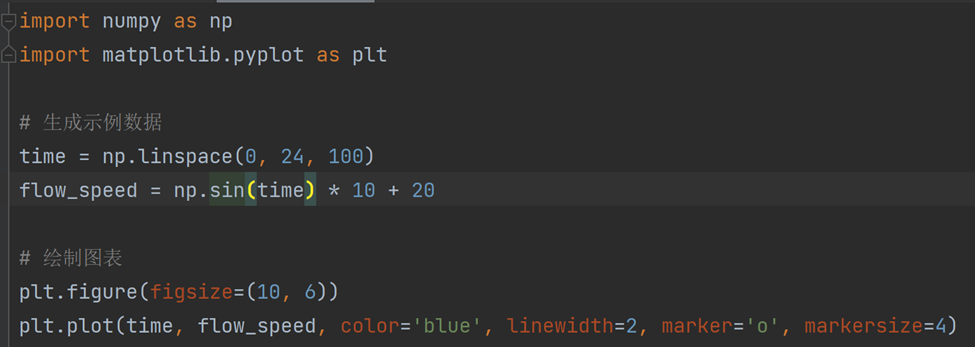 import numpy as np
import matplotlib.pyplot as plt
# 生成示例数据
time = np.linspace(0, 24, 100)
flow_speed = np.sin(time) * 10 + 20
# 绘制图表
plt.figure(figsize=(10, 6))
plt.plot(time, flow_speed, color='blue', linewidth=2, marker='o', markersize=4)